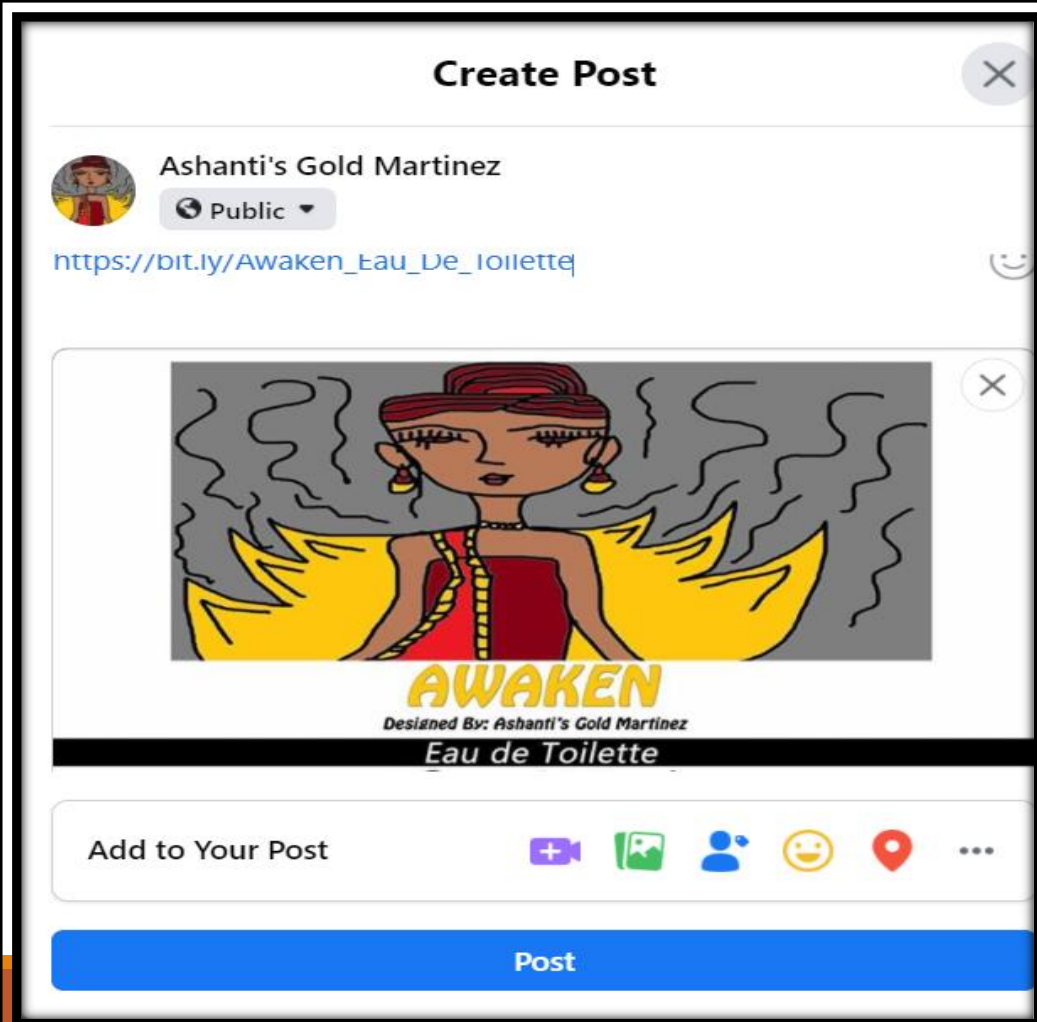 Create Post
Ashanti's Gold Martinez
Public
https://bit.ly/Awaken_Eau_De_Toilette
AWAKEN
Designed By: Ashanti's Gold Martinez
Eau de Toilette
Add to Your Post
Post